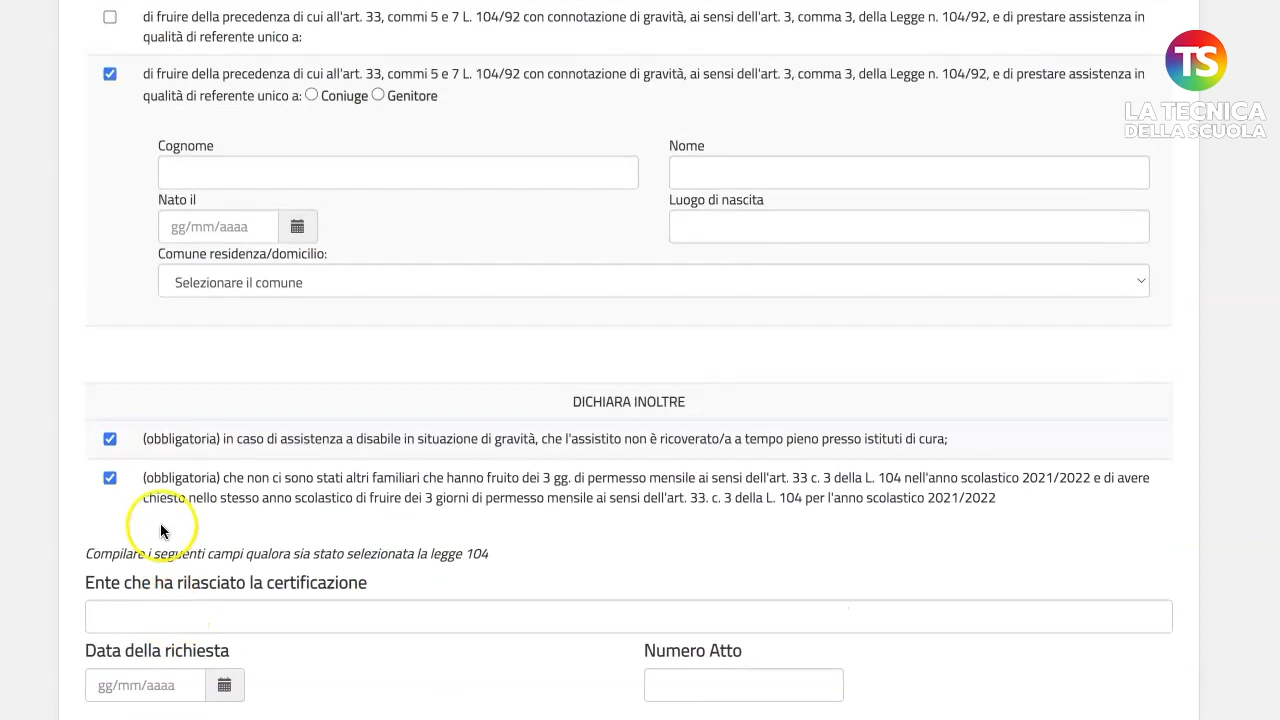 di fruire della precedenza di cui all'art. 33, commi 5 e 7 L. 104/92 con connotazione di gravità, ai sensi dell'art. 3, comma 3, della Legge n. 104/92, e di prestare assistenza in
qualità di referente unico a:
TS
LA TECNICA
DELLA SCUOLA
di fruire della precedenza di cui all'art. 33, commi 5 e 7 L. 104/92 con connotazione di gravità, ai sensi dell'art. 3, comma 3, della Legge n. 104/92, e di prestare assistenza in
qualità di referente unico a: Coniuge Genitore
Cognome Nome
Nato il Luogo di nascita
gg/mm/aaaa
Comune residenza/domicilio:
Selezionare il comune
DICHIARA INOLTRE
(obbligatoria) in caso di assistenza a disabile in situazione di gravità, che l'assistito non è ricoverato/a a tempo pieno presso istituti di cura;
(obbligatoria) che non ci sono stati altri familiari che hanno fruito dei 3 gg. di permesso mensile ai sensi dell'art. 33 c. 3 della L. 104 nell'anno scolastico 2021/2022 e di avere
chiesto nello stesso anno scolastico di fruire dei 3 giorni di permesso mensile ai sensi dell'art. 33. c. 3 della L. 104 per l'anno scolastico 2021/2022
Compilare i seguenti campi qualora sia stato selezionata la legge 104
Ente che ha rilasciato la certificazione
Data della richiesta Numero Atto
gg/mm/aaaa